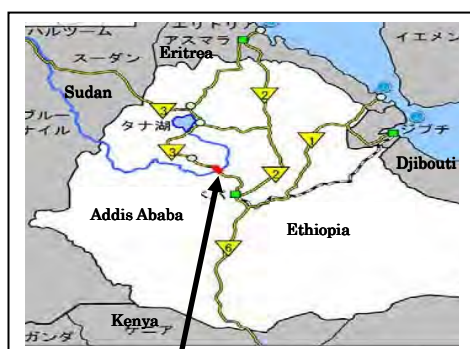 ハルツーム
エリトリア
アスマラ
イエメン
Eritrea
スーダン
Sudan
2
3
タナ湖
ブルー
ナイル
1
ジブチ
3
Djibouti
2
Addis Ababa
Ethiopia
6
Kenya
ケニア
ガンダ